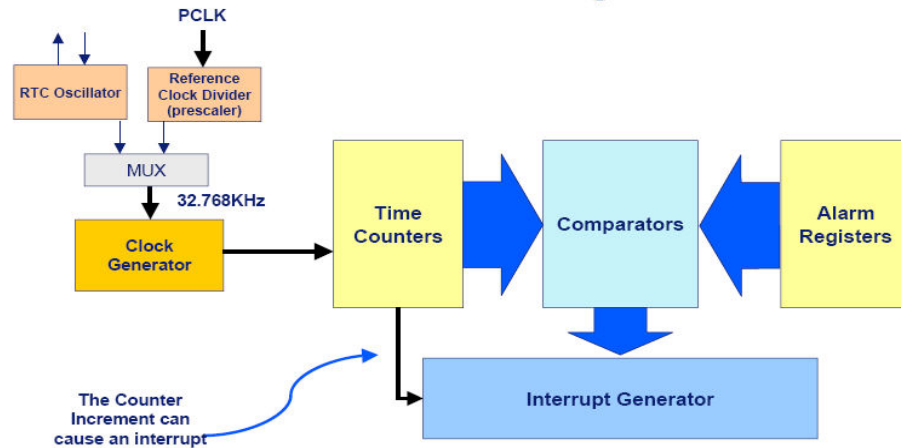 PCLK
RTC Oscillator
Reference
Clock Divider
(prescaler)
MUX
32.768KHz
Clock
Generator
Time
Counters
Comparators
Alarm
Registers
Interrupt Generator
The Counter
Increment can
cause an interrupt